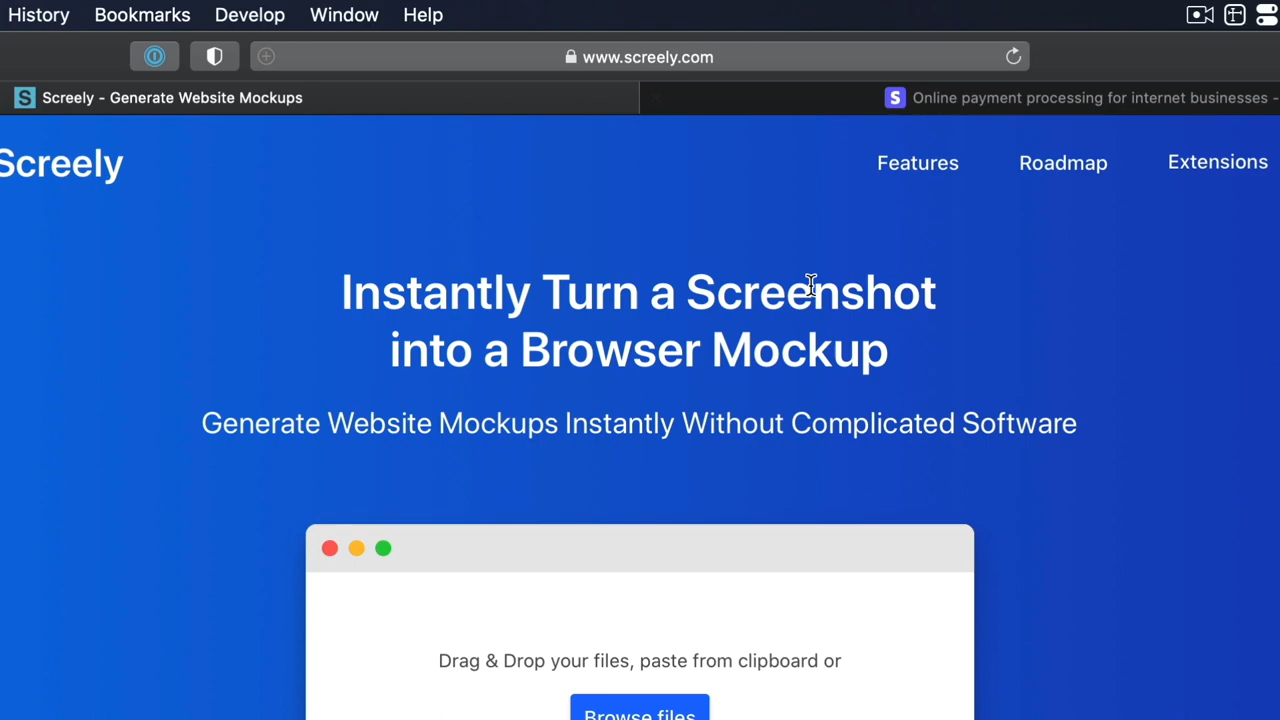 History Bookmarks Develop Window Help
www.screely.com
Screely - Generate Website Mockups
Online payment processing for internet businesses -
Screely
Features Roadmap Extensions
Instantly Turn a Screenshot
into a Browser Mockup
Generate Website Mockups Instantly Without Complicated Software
Drag & Drop your files, paste from clipboard or
Browse files